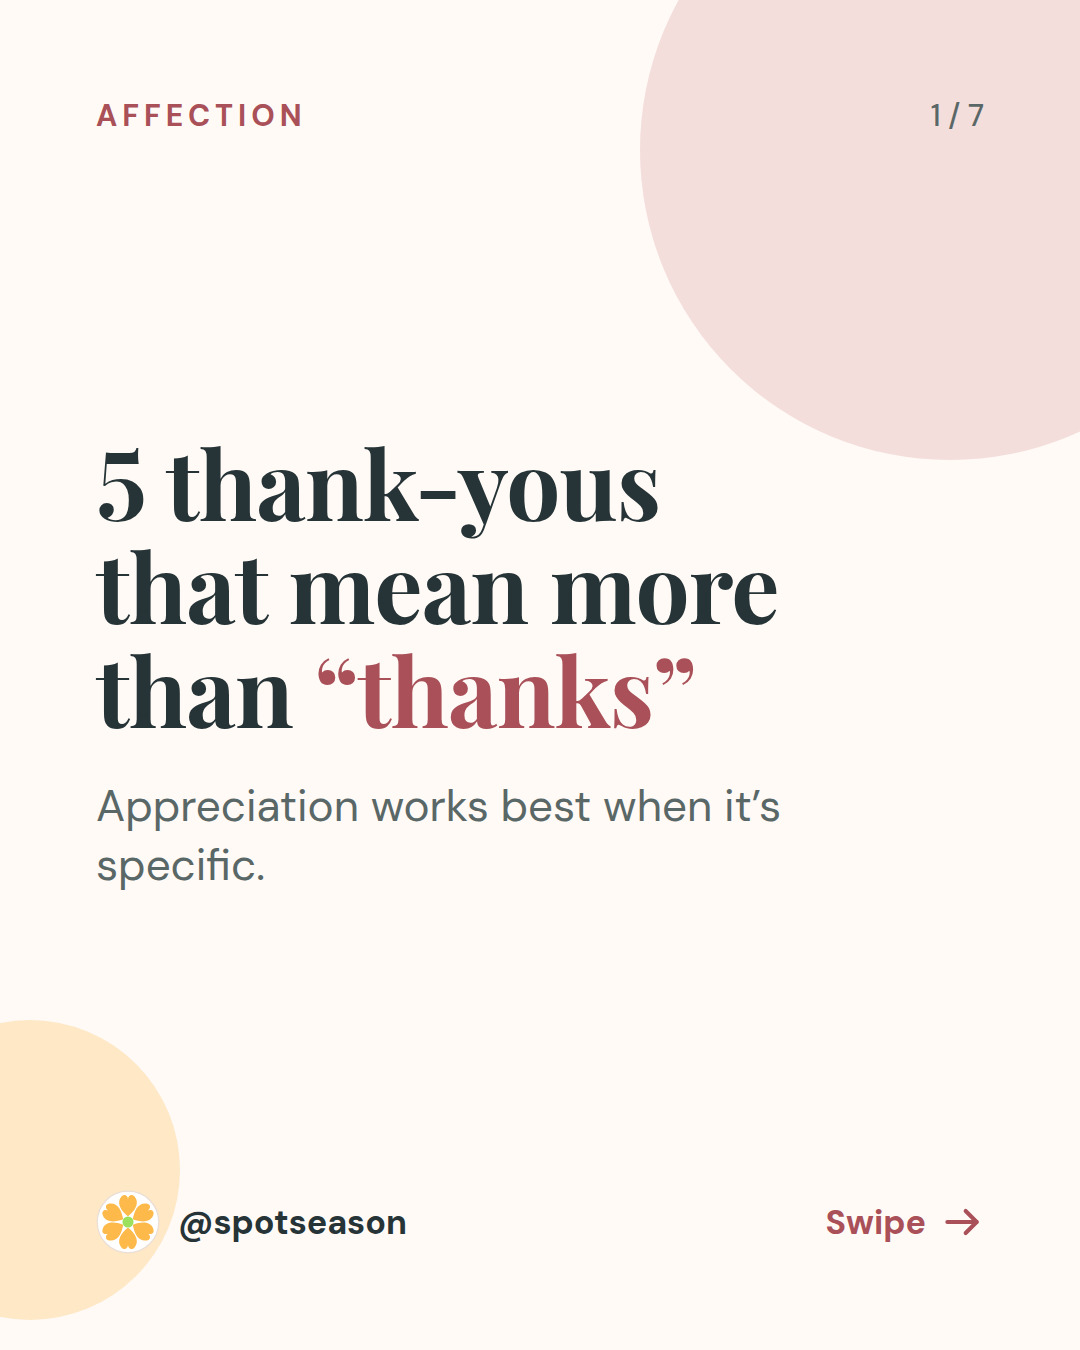 AFFECTION
1 / 7
5 thank-yous
that mean more
than “thanks”
Appreciation works best when it’s
specific.
@spotseason
Swipe →